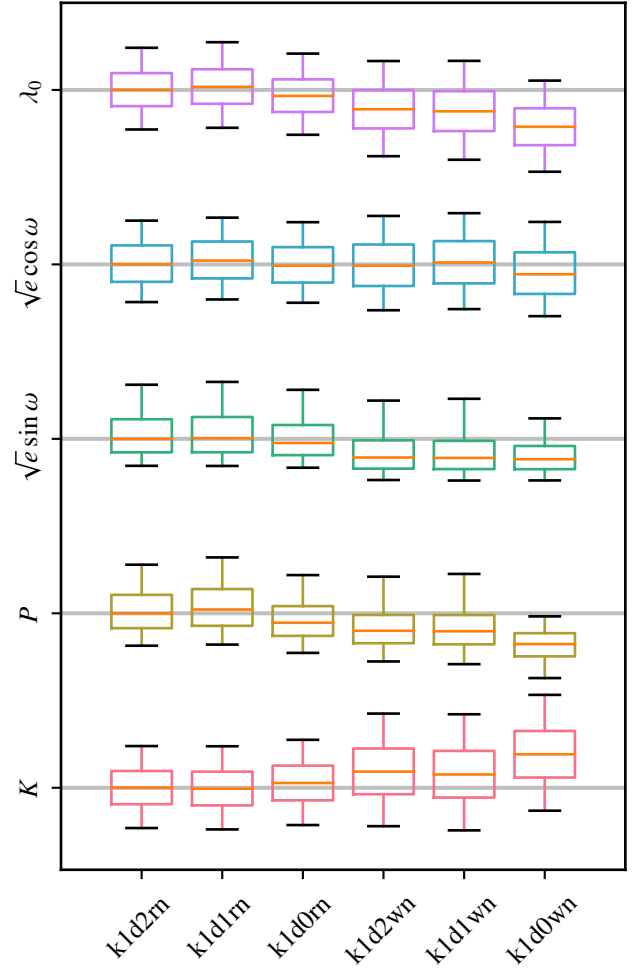 λ₀
√e cos ω
√e sin ω
P
K
k1d2rn
k1d1rn
k1d0rn
k1d2wn
k1d1wn
k1d0wn